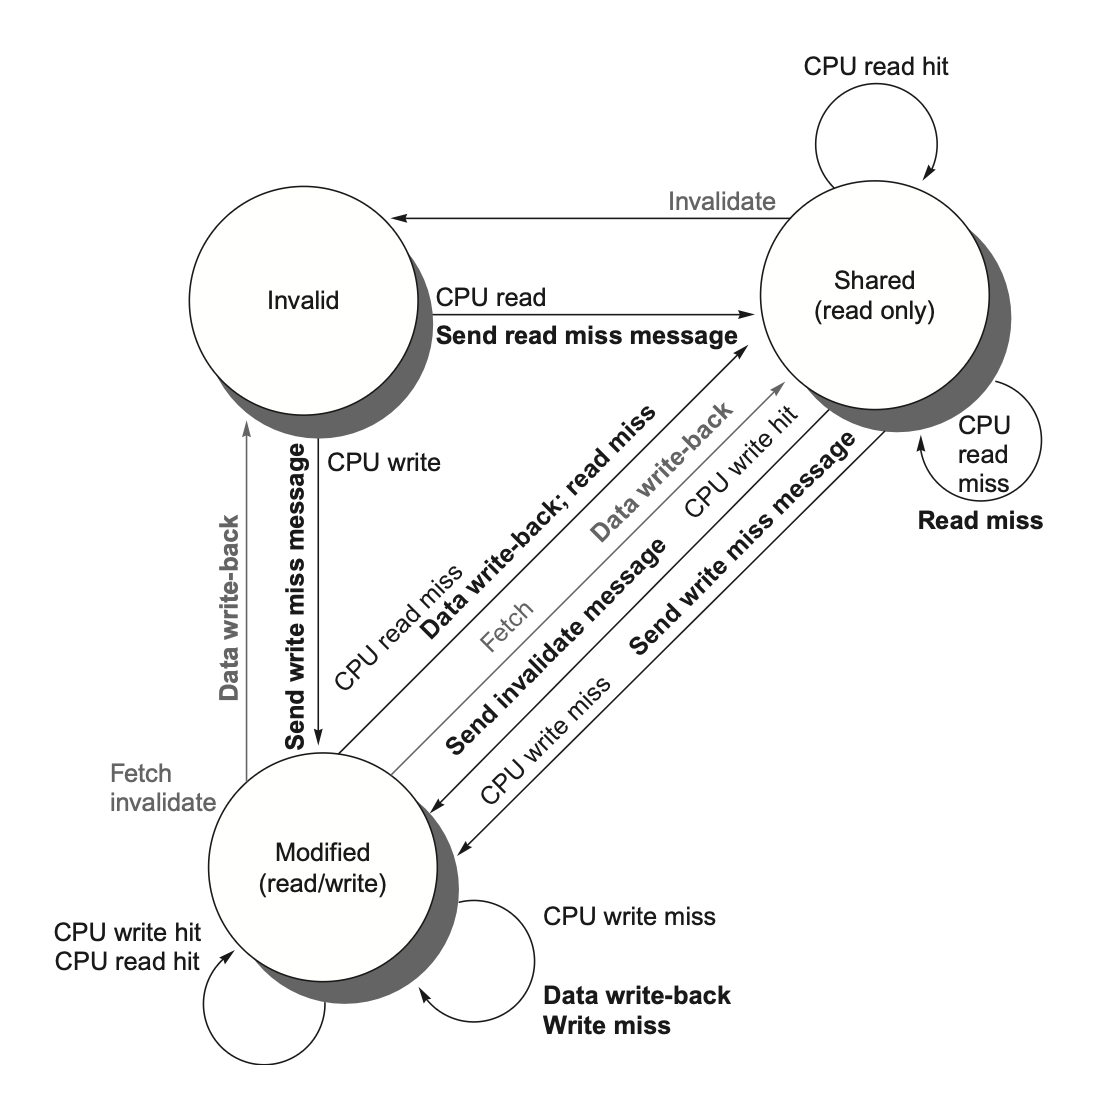 CPU read hit
Invalidate
Invalid
Shared
(read only)
CPU read
Send read miss message
CPU
read
miss
Read miss
CPU write
Send write miss message
Data write-back
Fetch
invalidate
CPU read miss
Data write-back; read miss
Fetch
Data write-back
CPU write hit
Send invalidate message
CPU write miss
Send write miss message
Modified
(read/write)
CPU write hit
CPU read hit
CPU write miss
Data write-back
Write miss